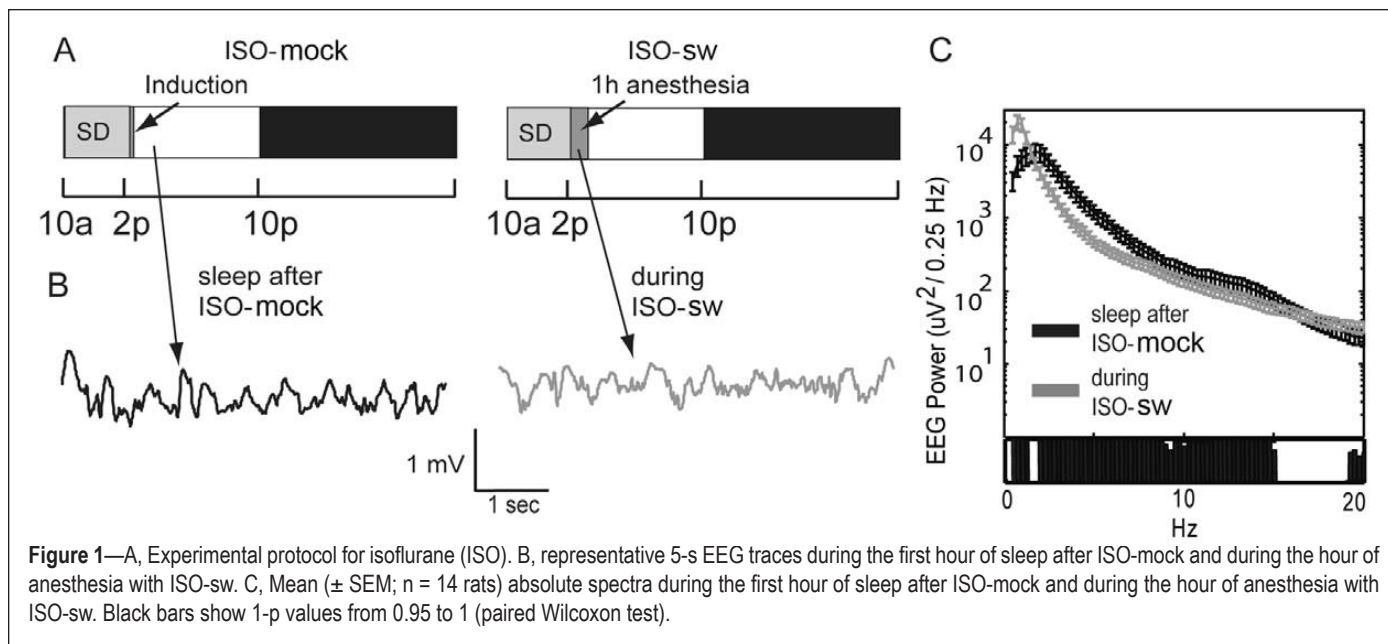 A
ISO-mock
Induction
SD
10a 2p 10p
ISO-sw
1h anesthesia
SD
10a 2p 10p
B
sleep after
ISO-mock
during
ISO-sw
1 mV
1 sec
C
EEG Power (uV²/ 0.25 Hz)
10⁴
10³
10²
10¹
sleep after
ISO-mock
during
ISO-sw
0 10 20
Hz
Figure 1—A, Experimental protocol for isoflurane (ISO). B, representative 5-s EEG traces during the first hour of sleep after ISO-mock and during the hour of
anesthesia with ISO-sw. C, Mean (± SEM; n = 14 rats) absolute spectra during the first hour of sleep after ISO-mock and during the hour of anesthesia with
ISO-sw. Black bars show 1-p values from 0.95 to 1 (paired Wilcoxon test).